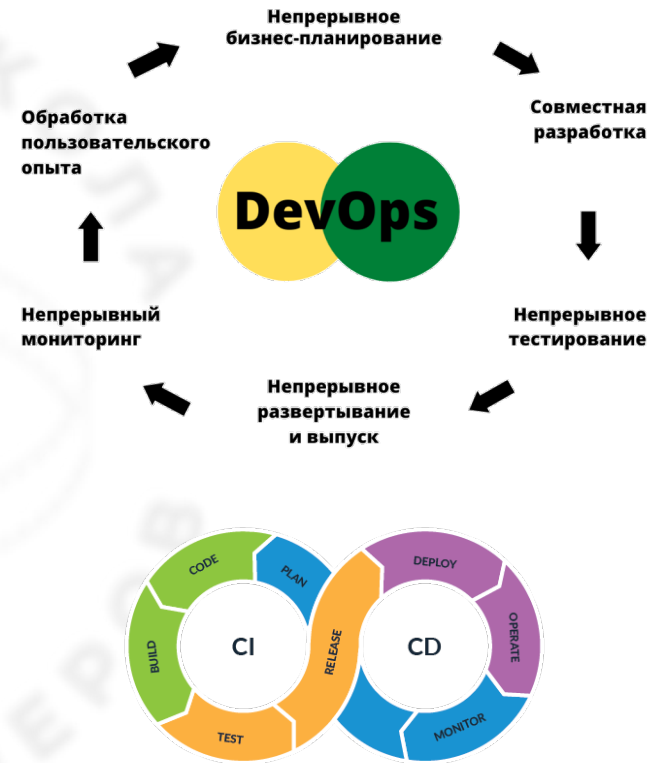 Непрерывное
бизнес-планирование
Совместная
разработка
Обработка
пользовательского
опыта
DevOps
Непрерывный
мониторинг
Непрерывное
тестирование
Непрерывное
развертывание
и выпуск
CODE
PLAN
DEPLOY
BUILD
CI
RELEASE
CD
OPERATE
TEST
MONITOR